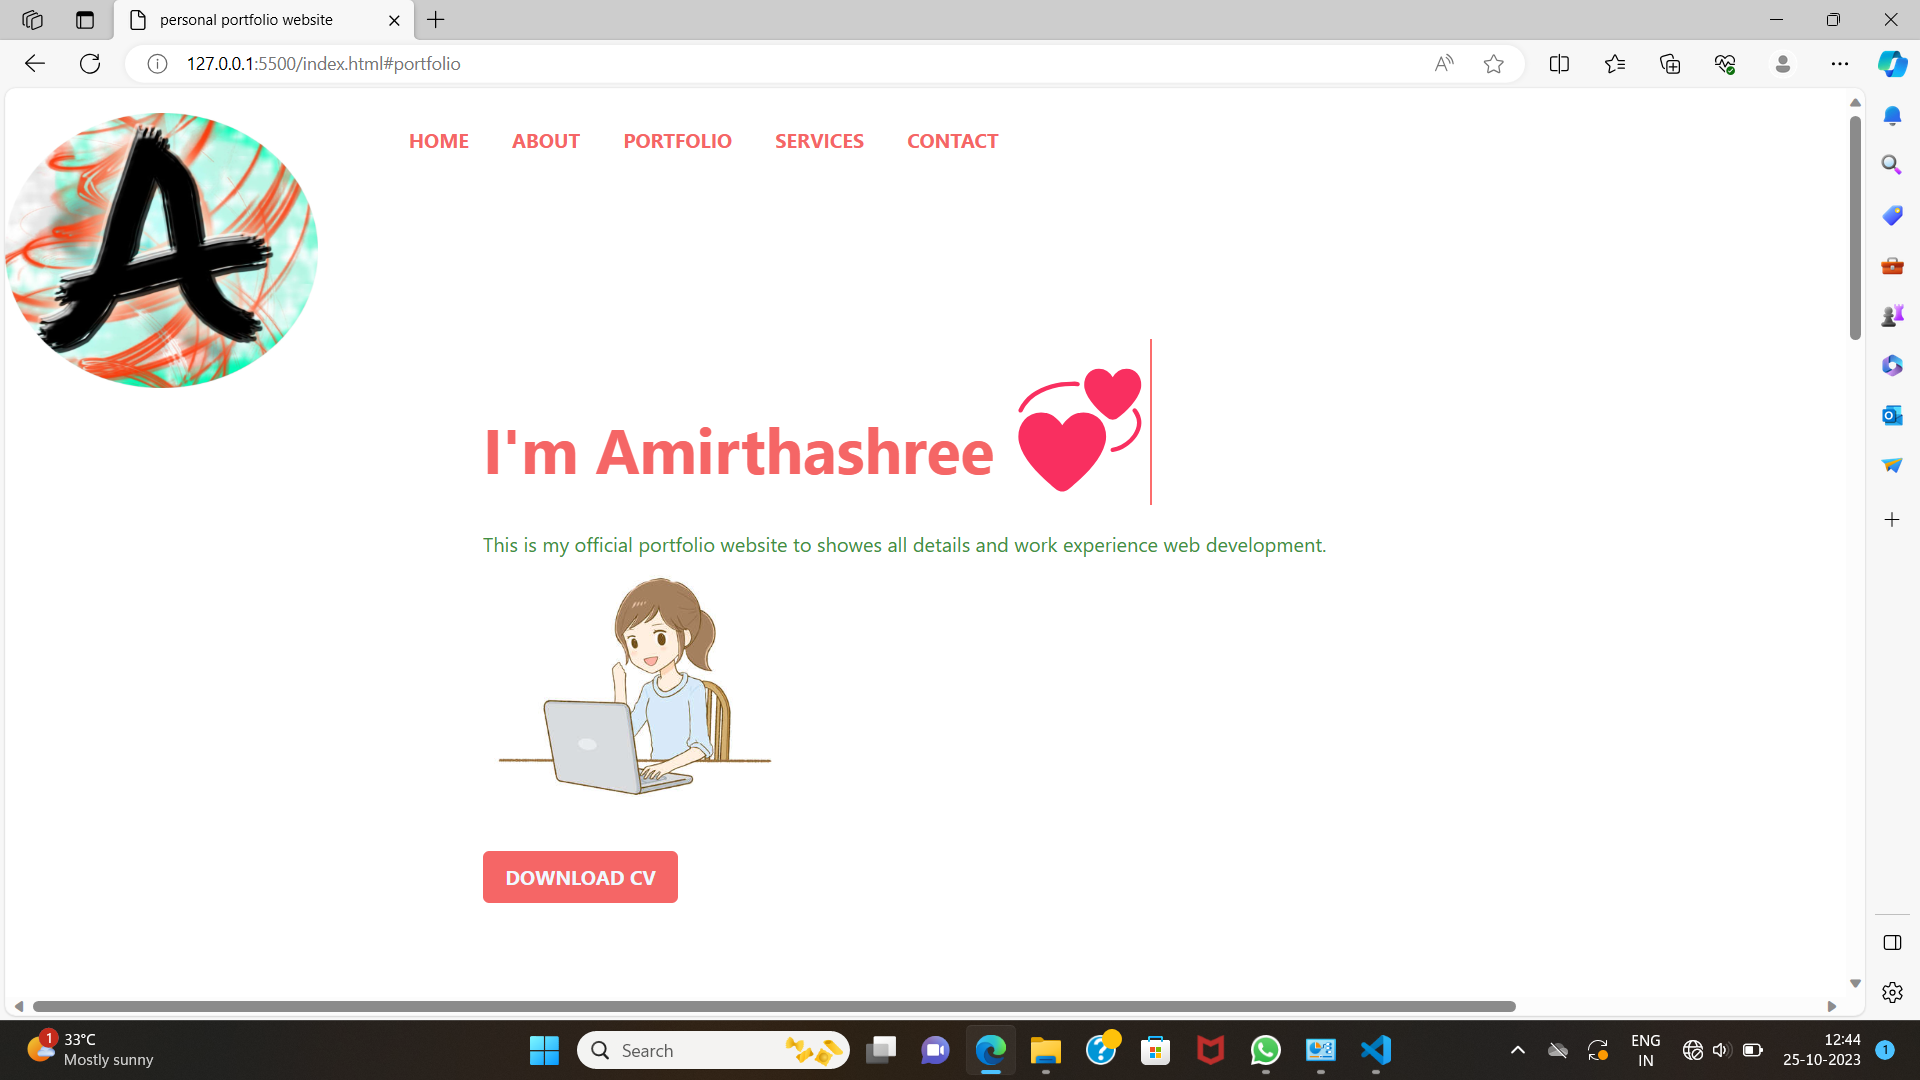 personal portfolio website
127.0.0.1:5500/index.html#portfolio
A
HOME ABOUT PORTFOLIO SERVICES CONTACT
I'm Amirthashree
This is my official portfolio website to showes all details and work experience web development.
DOWNLOAD CV
1
33°C
Mostly sunny
Search
ENG
IN
12:44
25-10-2023
1